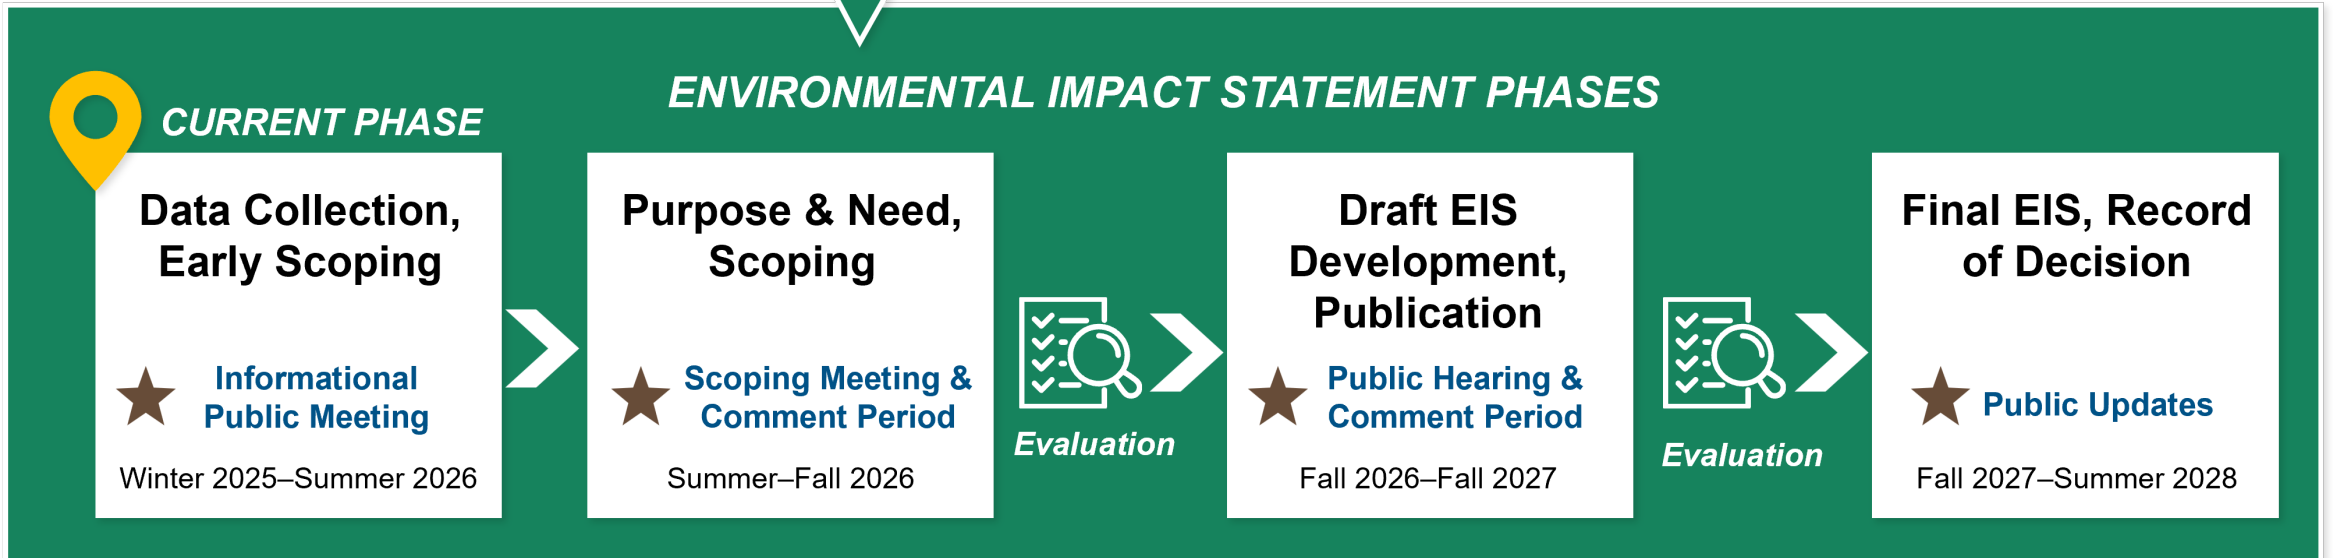 ENVIRONMENTAL IMPACT STATEMENT PHASES
CURRENT PHASE
Data Collection,
Early Scoping
Informational
Public Meeting
Winter 2025–Summer 2026
Purpose & Need,
Scoping
Scoping Meeting &
Comment Period
Summer–Fall 2026
Evaluation
Draft EIS
Development,
Publication
Public Hearing &
Comment Period
Fall 2026–Fall 2027
Evaluation
Final EIS, Record
of Decision
Public Updates
Fall 2027–Summer 2028